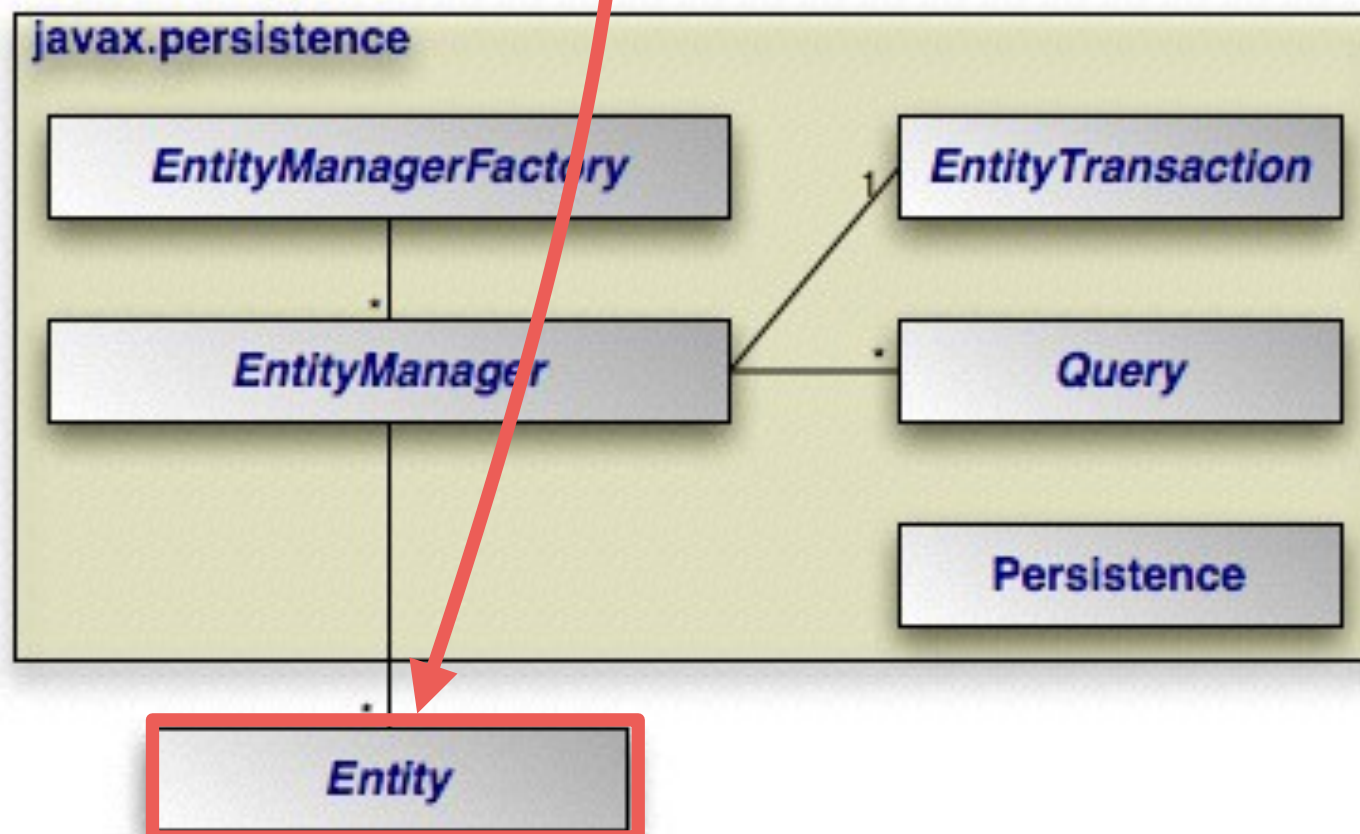 javax.persistence
EntityManagerFactory
EntityTransaction
1
*
EntityManager
Query
*
Persistence
*
Entity